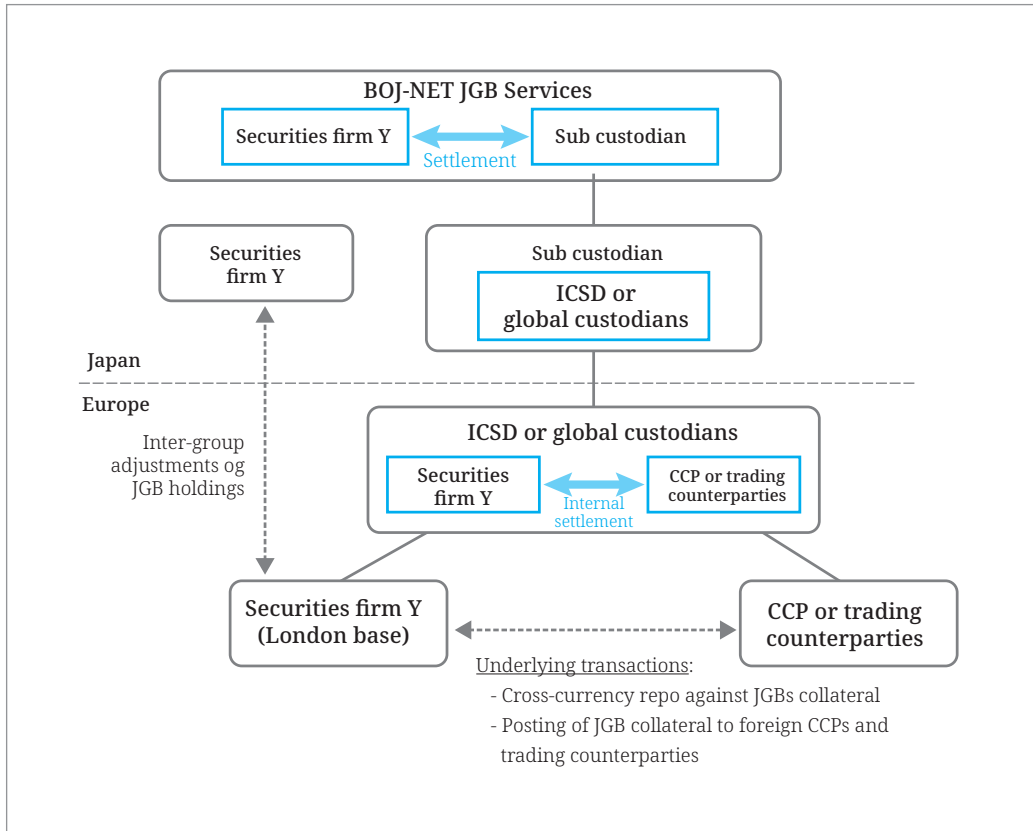 BOJ-NET JGB Services
Securities firm Y
Sub custodian
Settlement
Securities
firm Y
Sub custodian
ICSD or
global custodians
Japan
Europe
Inter-group
adjustments og
JGB holdings
ICSD or global custodians
Securities
firm Y
CCP or trading
counterparties
Internal
settlement
Securities firm Y
(London base)
CCP or trading
counterparties
Underlying transactions:
- Cross-currency repo against JGBs collateral
- Posting of JGB collateral to foreign CCPs and
trading counterparties